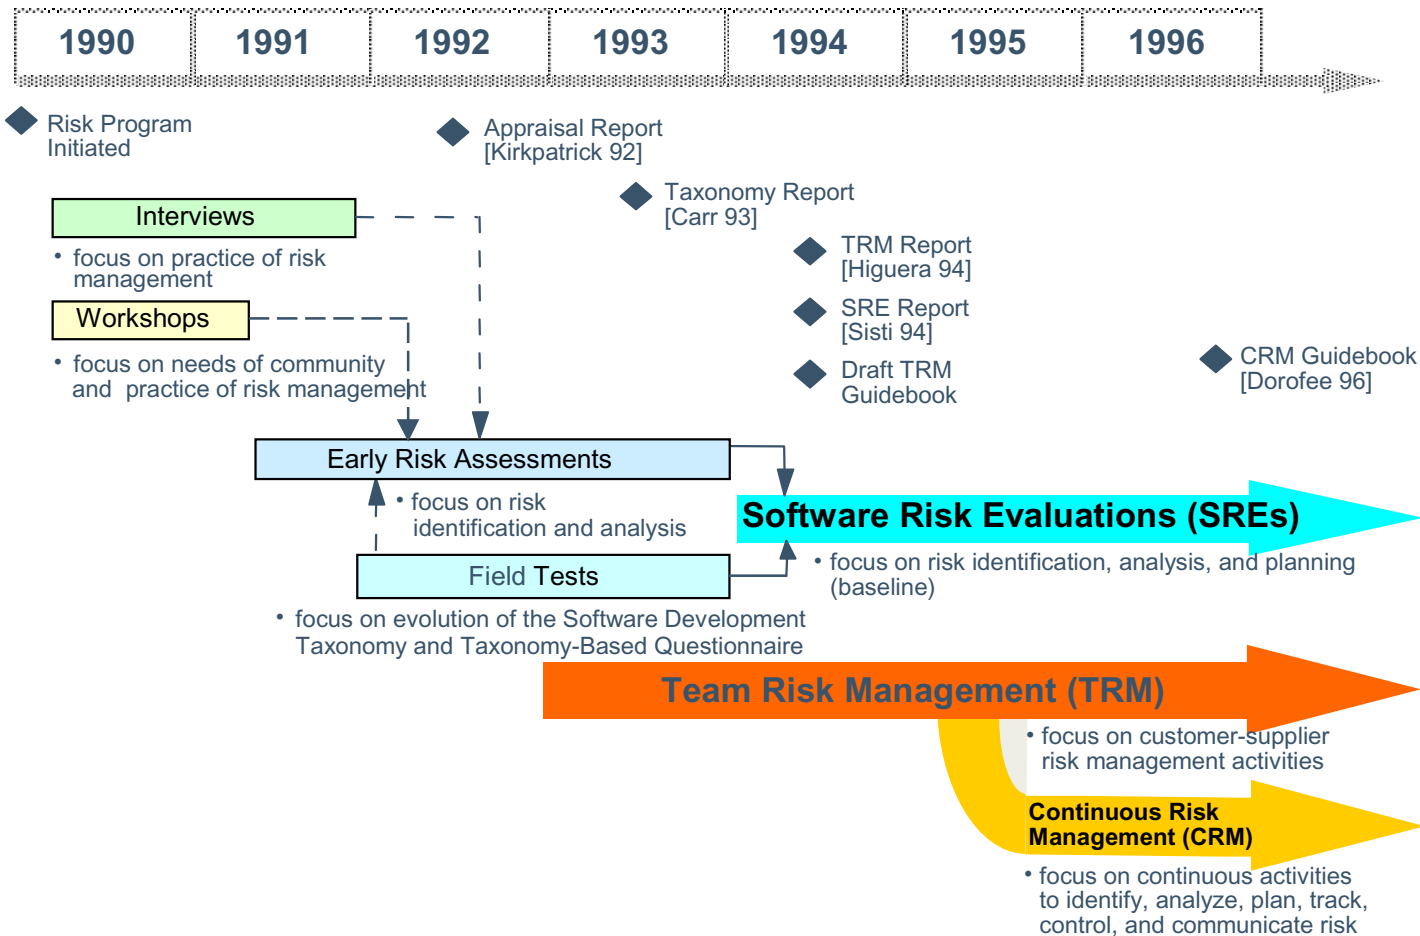 1990 1991 1992 1993 1994 1995 1996
Risk Program
Initiated
Appraisal Report
[Kirkpatrick 92]
Taxonomy Report
[Carr 93]
Interviews
• focus on practice of risk
management
TRM Report
[Higuera 94]
Workshops
SRE Report
[Sisti 94]
• focus on needs of community
and practice of risk management
Draft TRM
Guidebook
CRM Guidebook
[Dorofee 96]
Early Risk Assessments
• focus on risk
identification and analysis
Software Risk Evaluations (SREs)
• focus on risk identification, analysis, and planning
(baseline)
Field Tests
• focus on evolution of the Software Development
Taxonomy and Taxonomy-Based Questionnaire
Team Risk Management (TRM)
• focus on customer-supplier
risk management activities
Continuous Risk
Management (CRM)
• focus on continuous activities
to identify, analyze, plan, track,
control, and communicate risk